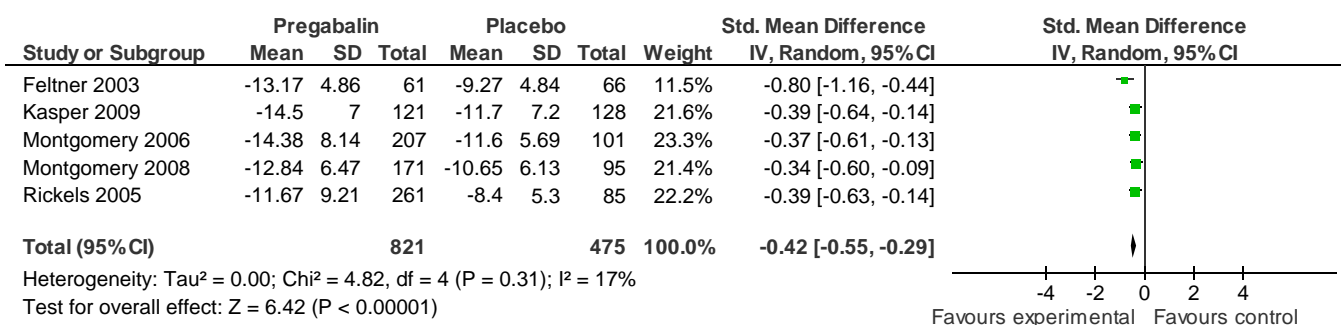 Pregabalin Placebo Std. Mean Difference Std. Mean Difference
Study or Subgroup Mean SD Total Mean SD Total Weight IV, Random, 95% CI IV, Random, 95% CI
Feltner 2003 -13.17 4.86 61 -9.27 4.84 66 11.5% -0.80 [-1.16, -0.44]
Kasper 2009 -14.5 7 121 -11.7 7.2 128 21.6% -0.39 [-0.64, -0.14]
Montgomery 2006 -14.38 8.14 207 -11.6 5.69 101 23.3% -0.37 [-0.61, -0.13]
Montgomery 2008 -12.84 6.47 171 -10.65 6.13 95 21.4% -0.34 [-0.60, -0.09]
Rickels 2005 -11.67 9.21 261 -8.4 5.3 85 22.2% -0.39 [-0.63, -0.14]
Total (95% CI) 821 475 100.0% -0.42 [-0.55, -0.29]
Heterogeneity: Tau² = 0.00; Chi² = 4.82, df = 4 (P = 0.31); I² = 17%
Test for overall effect: Z = 6.42 (P < 0.00001)
-4 -2 0 2 4
Favours experimental Favours control